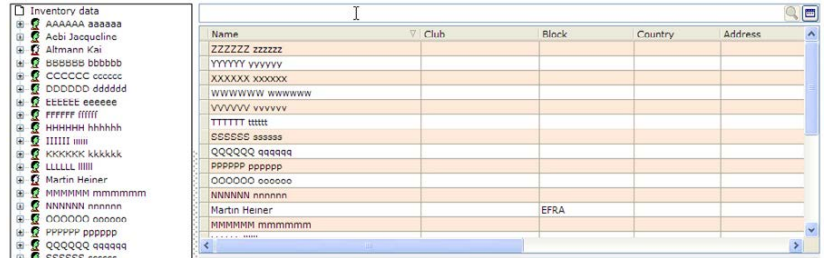 Inventory data
AAAAAA aaaaaa
Aebi Jacqueline
Altmann Kai
BBBBBB bbbbbb
CCCCCC cccccc
DDDDDD dddddd
EEEEEE eeeeee
FFFFFF ffffff
HHHHHH hhhhhh
IIIIII iiiiii
KKKKKK kkkkkk
LLLLLL llllll
Martin Heiner
MMMMMM mmmmmm
NNNNNN nnnnnn
OOOOOO oooooo
PPPPPP pppppp
QQQQQQ qqqqqq
SSSSSS ssssss
Name Club Block Country Address
ZZZZZZ zzzzzz
YYYYYY yyyyyy
XXXXXX xxxxxx
WWWWWW wwwwww
VVVVVV vvvvvv
TTTTTT tttttt
SSSSSS ssssss
QQQQQQ qqqqqq
PPPPPP pppppp
OOOOOO oooooo
NNNNNN nnnnnn
Martin Heiner EFRA
MMMMMM mmmmmm